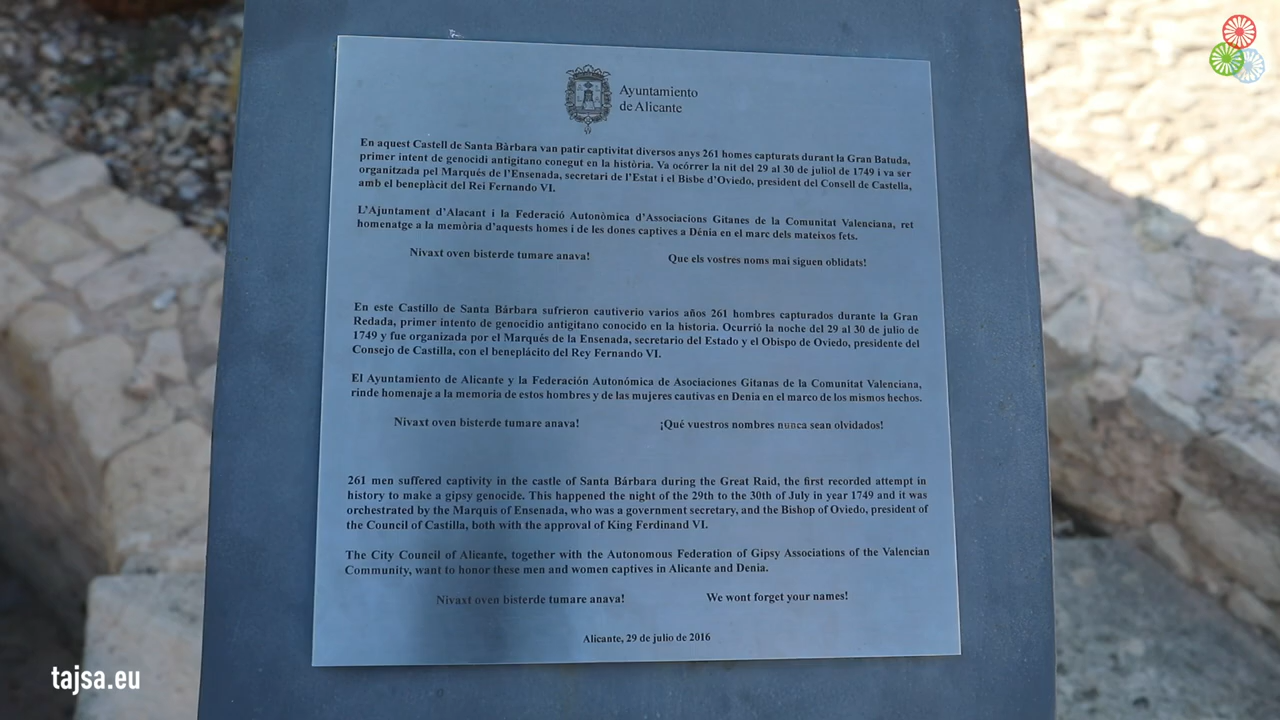 Ayuntamiento
de Alicante
En aquest Castell de Santa Bàrbara van patir captivitat diversos anys 261 homes capturats durant la Gran Batuda,
primer intent de genocidi antigitano conegut en la història. Va ocórrer la nit del 29 al 30 de juliol de 1749 i va ser
organitzada pel Marqués de l'Ensenada, secretari de l'Estat i el Bisbe d'Oviedo, president del Consell de Castella,
amb el beneplàcit del Rei Fernando VI.
L'Ajuntament d'Alacant i la Federació Autonòmica d'Associacions Gitanes de la Comunitat Valenciana, ret
homenatge a la memòria d'aquests homes i de les dones captives a Dénia en el marc dels mateixos fets.
Nivaxt oven bisterde tumare anava! Que els vostres noms mai siguen oblidats!
En este Castillo de Santa Bárbara sufrieron cautiverio varios años 261 hombres capturados durante la Gran
Redada, primer intento de genocidio antigitano conocido en la historia. Ocurrió la noche del 29 al 30 de julio de
1749 y fue organizada por el Marqués de la Ensenada, secretario del Estado y el Obispo de Oviedo, presidente del
Consejo de Castilla, con el beneplácito del Rey Fernando VI.
El Ayuntamiento de Alicante y la Federación Autonómica de Asociaciones Gitanas de la Comunitat Valenciana,
rinde homenaje a la memoria de estos hombres y de las mujeres cautivas en Denia en el marco de los mismos hechos.
Nivaxt oven bisterde tumare anava! ¡Qué vuestros nombres nunca sean olvidados!
261 men suffered captivity in the castle of Santa Bárbara during the Great Raid, the first recorded attempt in
history to make a gipsy genocide. This happened the night of the 29th to the 30th of July in year 1749 and it was
orchestrated by the Marquis of Ensenada, who was a government secretary, and the Bishop of Oviedo, president of
the Council of Castilla, both with the approval of King Ferdinand VI.
The City Council of Alicante, together with the Autonomous Federation of Gipsy Associations of the Valencian
Community, want to honor these men and women captives in Alicante and Denia.
Nivaxt oven bisterde tumare anava! We wont forget your names!
Alicante, 29 de julio de 2016
tajsa.eu